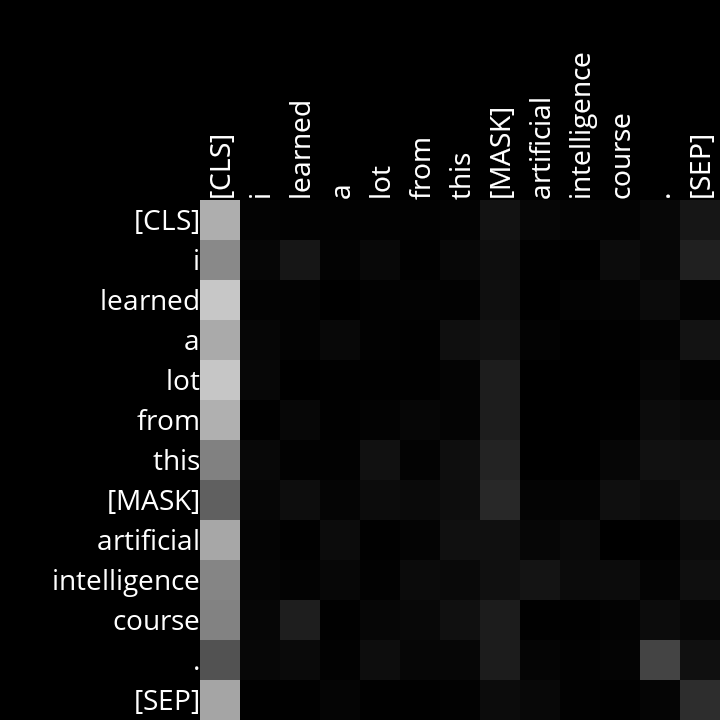 [CLS]
i
learned
a
lot
from
this
[MASK]
artificial
intelligence
course
.
[SEP]
[CLS]
i
learned
a
lot
from
this
[MASK]
artificial
intelligence
course
.
[SEP]